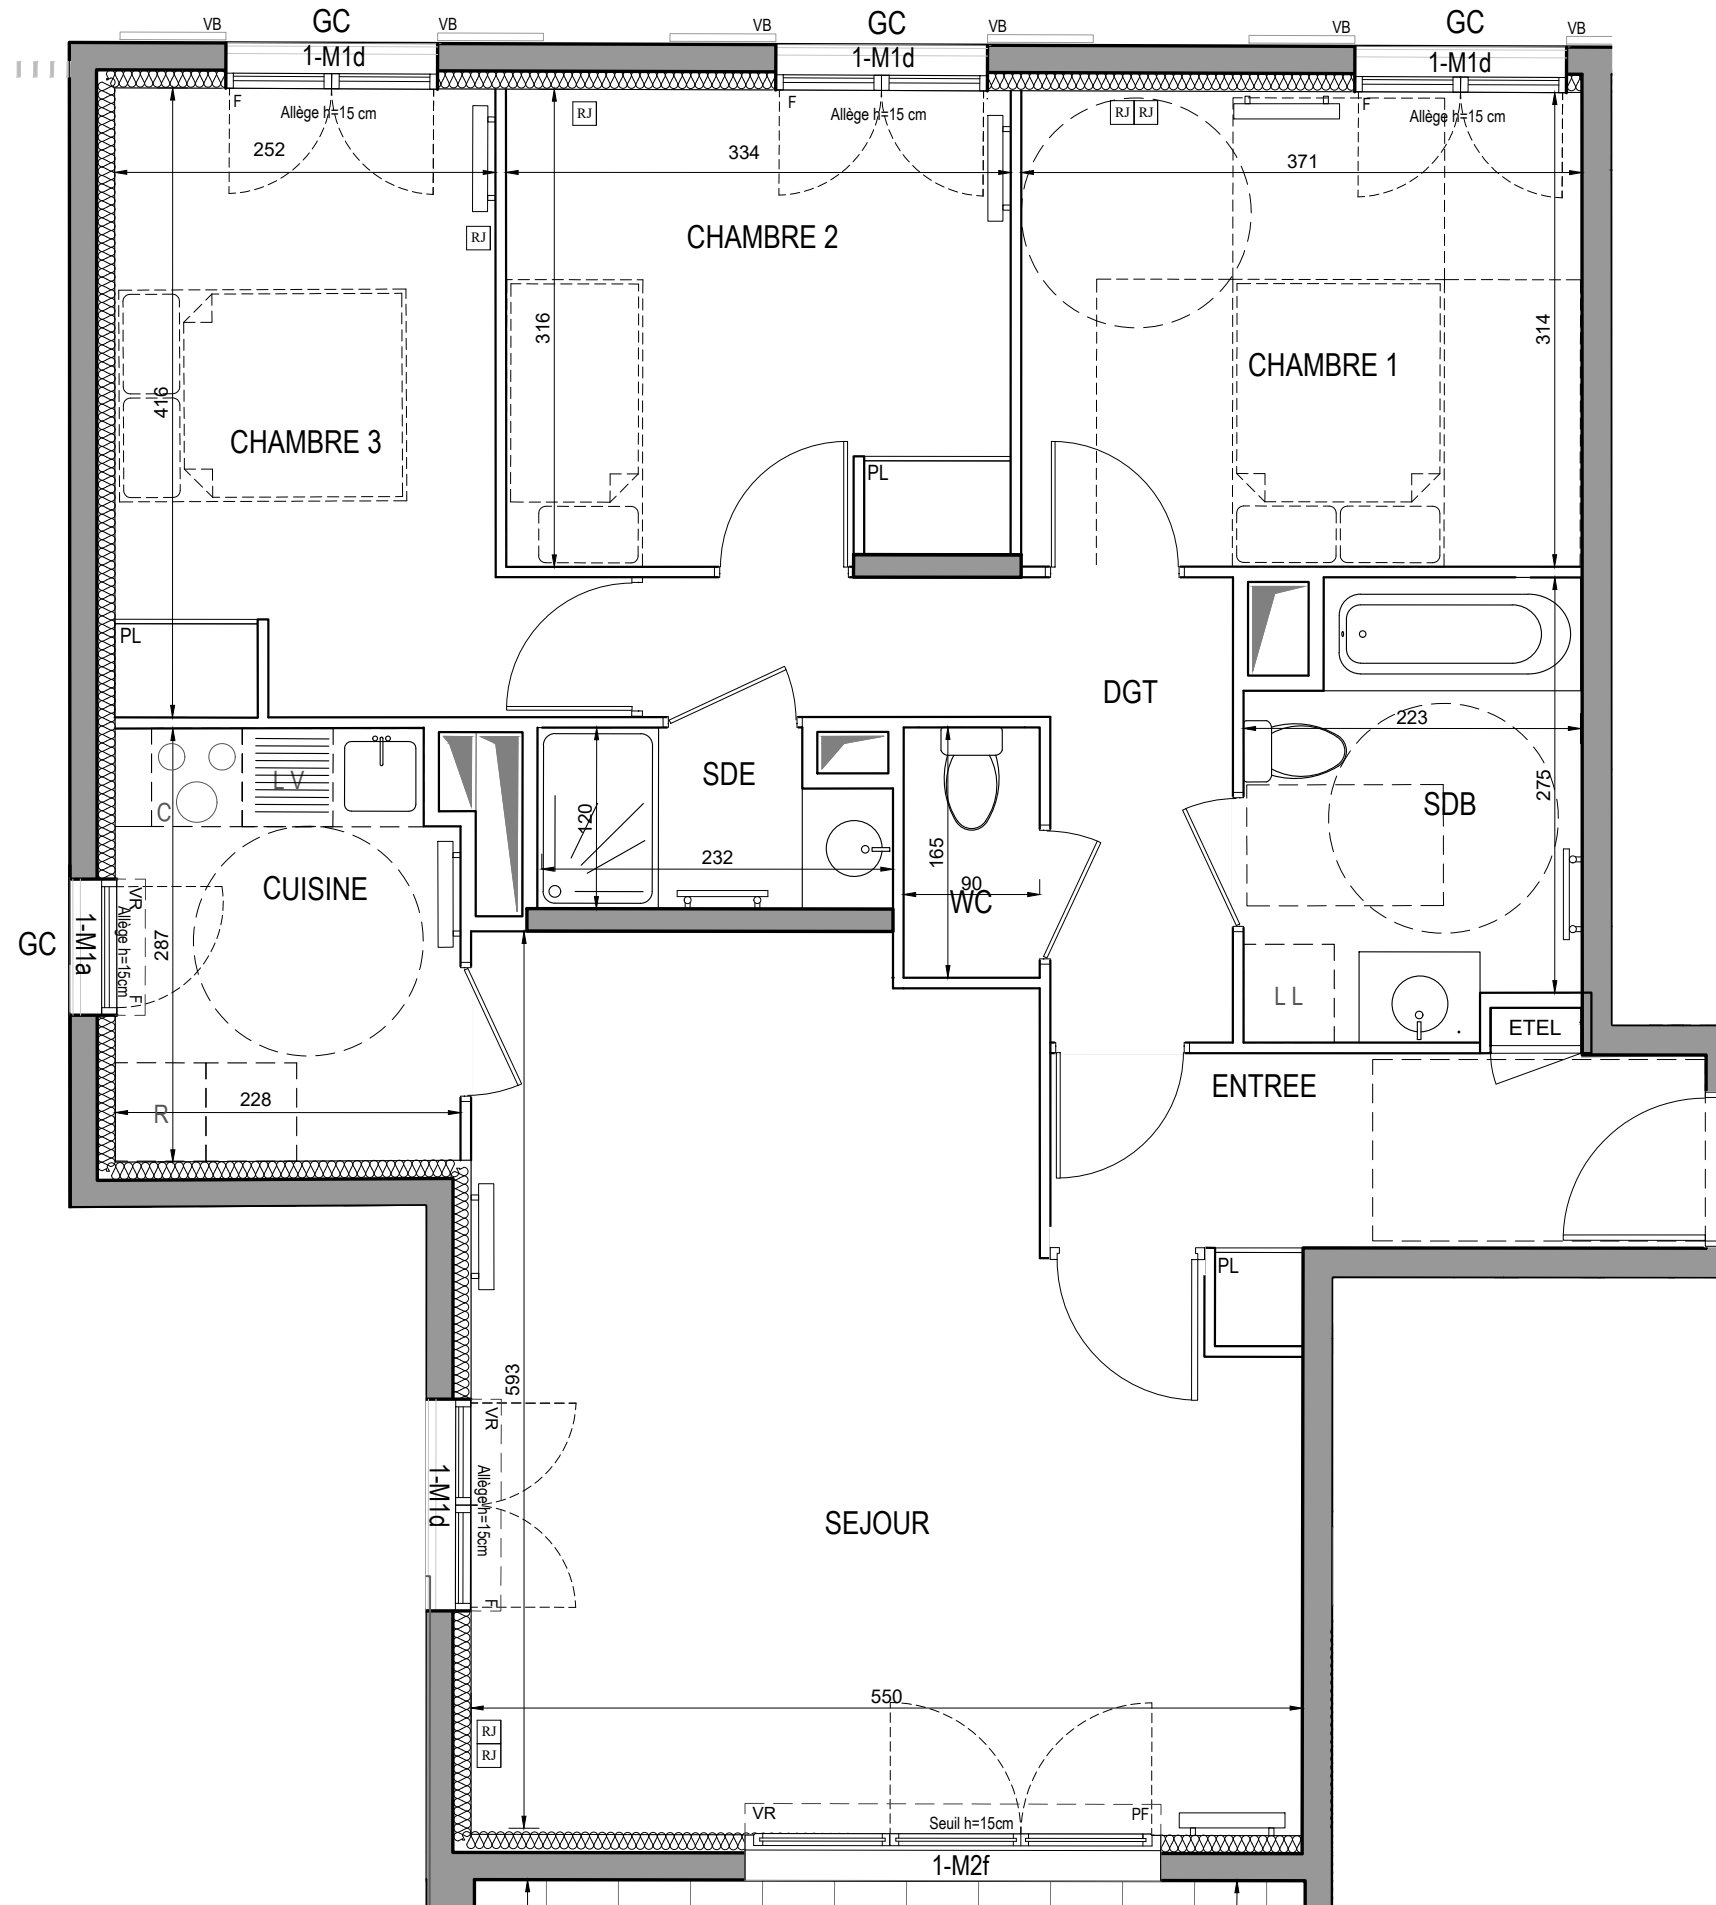 GC
GC
GC
VB
VB
VB
VB
VB
VB
1-M1d
1-M1d
1-M1d
F
Allège h=15 cm
RJ
F
Allège h=15 cm
RJ
RJ
F
Allège h=15 cm
252
334
371
RJ
CHAMBRE 2
316
314
CHAMBRE 1
416
CHAMBRE 3
PL
PL
DGT
223
SDE
LV
C
275
SDB
120
232
165
90
WC
CUISINE
GC
1-M1a
VR
Allège h=15cm
F
287
LL
ETEL
228
R
ENTREE
PL
593
VR
1-M1d
Allège h=15cm
F
SEJOUR
550
RJ
RJ
VR
Seuil h=15cm
PF
1-M2f